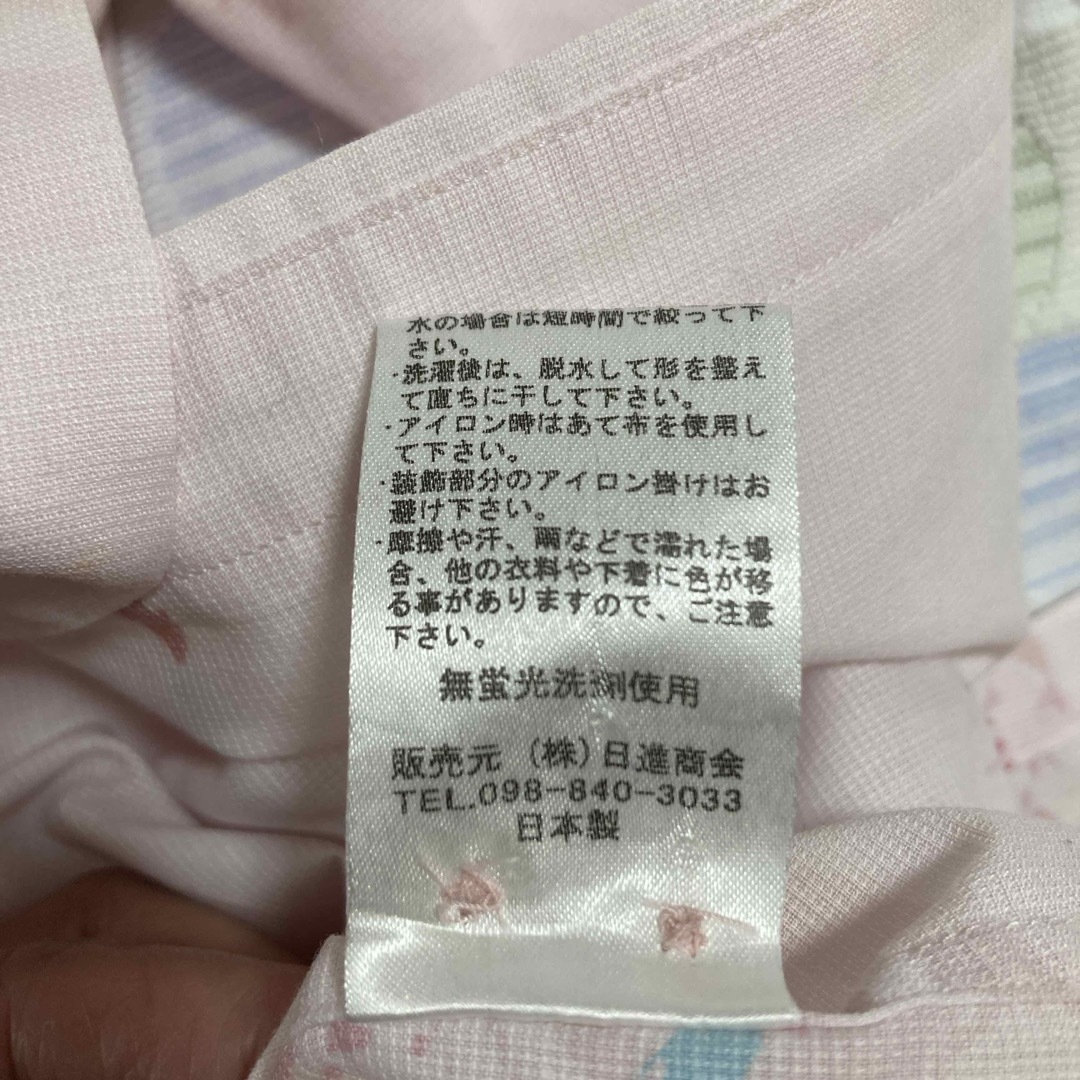 水の場合は短時間で絞って下
さい。
・洗濯後は、脱水して形を整え
て直ちに干して下さい。
・アイロン時はあて布を使用し
て下さい。
・装飾部分のアイロン掛けはお
避け下さい。
・摩擦や汗、雨などで濡れた場
合、他の衣料や下着に色が移
る事がありますので、ご注意
下さい。
無蛍光洗剤使用
販売元（株）日進商会
TEL.098-840-3033
日本製